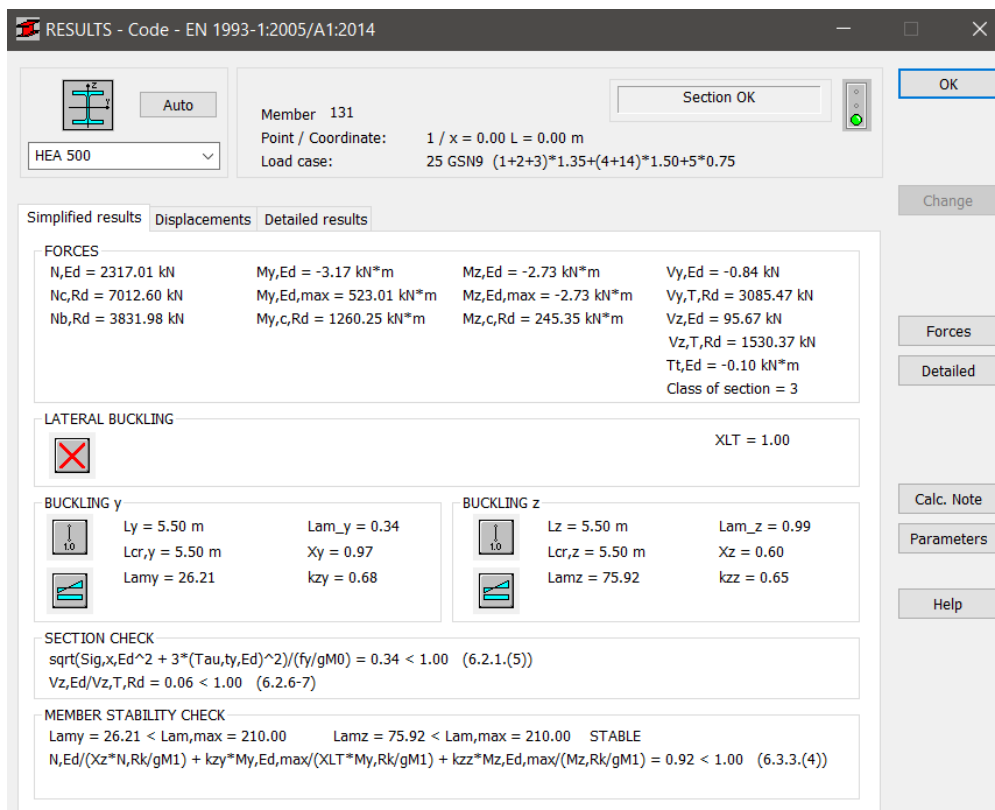 RESULTS - Code - EN 1993-1:2005/A1:2014
OK
z
y
Auto
HEA 500
Section OK
Member 131
Point / Coordinate: 1 / x = 0.00 L = 0.00 m
Load case: 25 GSN9 (1+2+3)*1.35+(4+14)*1.50+5*0.75
Change
Simplified results Displacements Detailed results
FORCES
N,Ed = 2317.01 kN My,Ed = -3.17 kN*m Mz,Ed = -2.73 kN*m Vy,Ed = -0.84 kN
Nc,Rd = 7012.60 kN My,Ed,max = 523.01 kN*m Mz,Ed,max = -2.73 kN*m Vy,T,Rd = 3085.47 kN
Nb,Rd = 3831.98 kN My,c,Rd = 1260.25 kN*m Mz,c,Rd = 245.35 kN*m Vz,Ed = 95.67 kN
Vz,T,Rd = 1530.37 kN
Tt,Ed = -0.10 kN*m
Class of section = 3
Forces
Detailed
LATERAL BUCKLING
XLT = 1.00
BUCKLING y
1.0
Ly = 5.50 m Lam_y = 0.34
Lcr,y = 5.50 m Xy = 0.97
Lamy = 26.21 kzy = 0.68
BUCKLING z
1.0
Lz = 5.50 m Lam_z = 0.99
Lcr,z = 5.50 m Xz = 0.60
Lamz = 75.92 kzz = 0.65
Calc. Note
Parameters
Help
SECTION CHECK
sqrt(Sig,x,Ed^2 + 3*(Tau,ty,Ed)^2)/(fy/gM0) = 0.34 < 1.00 (6.2.1.(5))
Vz,Ed/Vz,T,Rd = 0.06 < 1.00 (6.2.6-7)
MEMBER STABILITY CHECK
Lamy = 26.21 < Lam,max = 210.00 Lamz = 75.92 < Lam,max = 210.00 STABLE
N,Ed/(Xz*N,Rk/gM1) + kzy*My,Ed,max/(XLT*My,Rk/gM1) + kzz*Mz,Ed,max/(Mz,Rk/gM1) = 0.92 < 1.00 (6.3.3.(4))